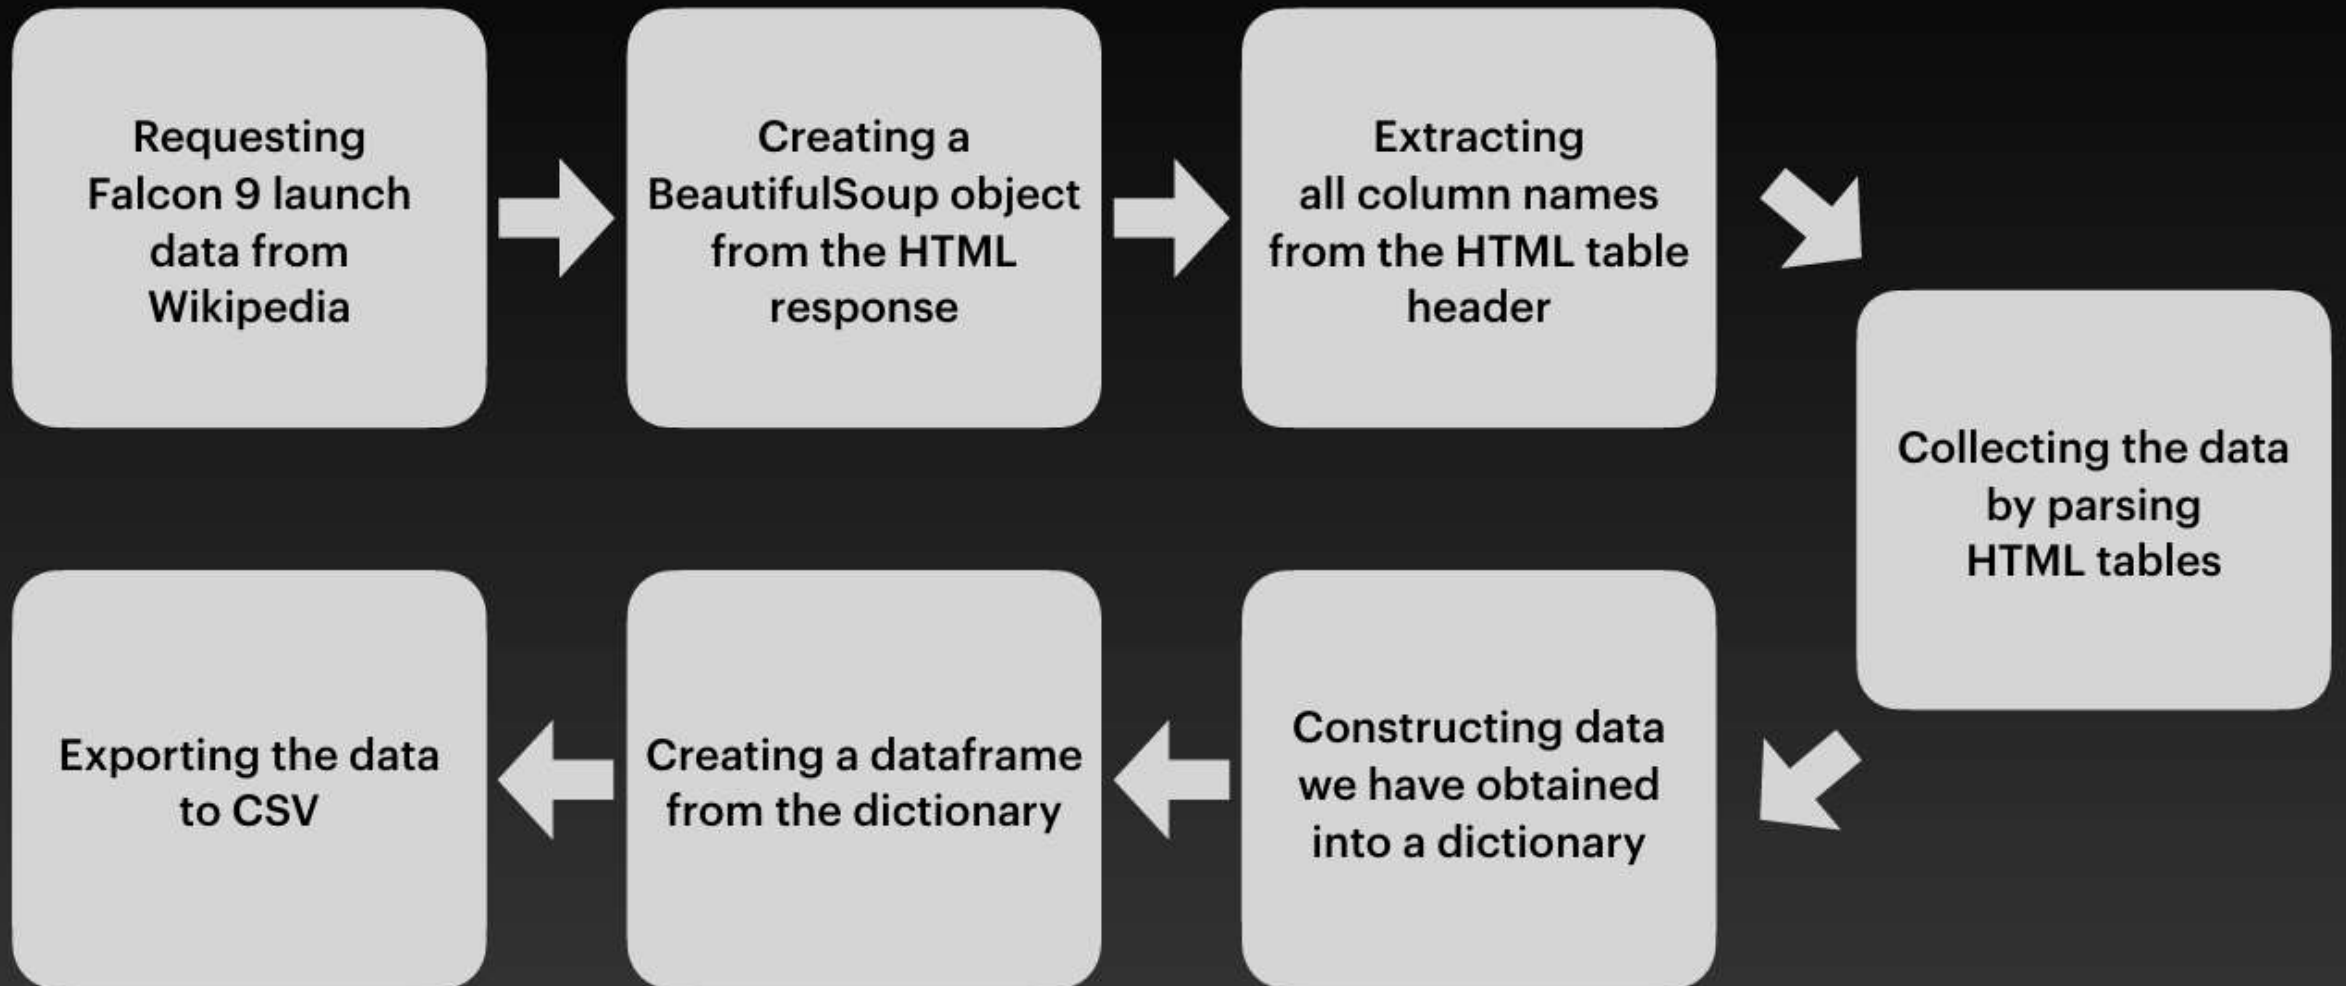 Requesting
Falcon 9 launch
data from
Wikipedia
Creating a
BeautifulSoup object
from the HTML
response
Extracting
all column names
from the HTML table
header
Collecting the data
by parsing
HTML tables
Constructing data
we have obtained
into a dictionary
Creating a dataframe
from the dictionary
Exporting the data
to CSV